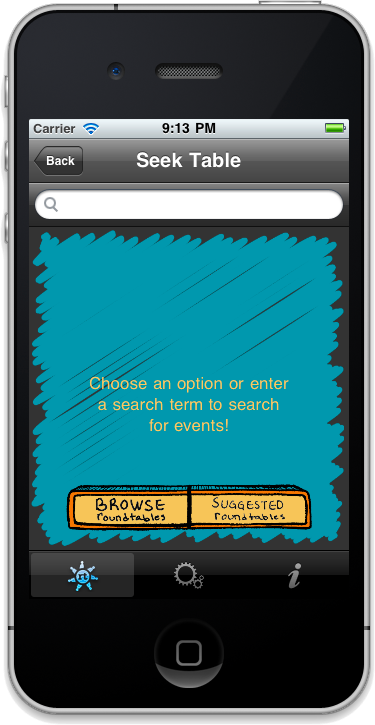 Carrier 9:13 PM
Back Seek Table
Choose an option or enter
a search term to search
for events!
BROWSE SUGGESTED
roundtables roundtables
i